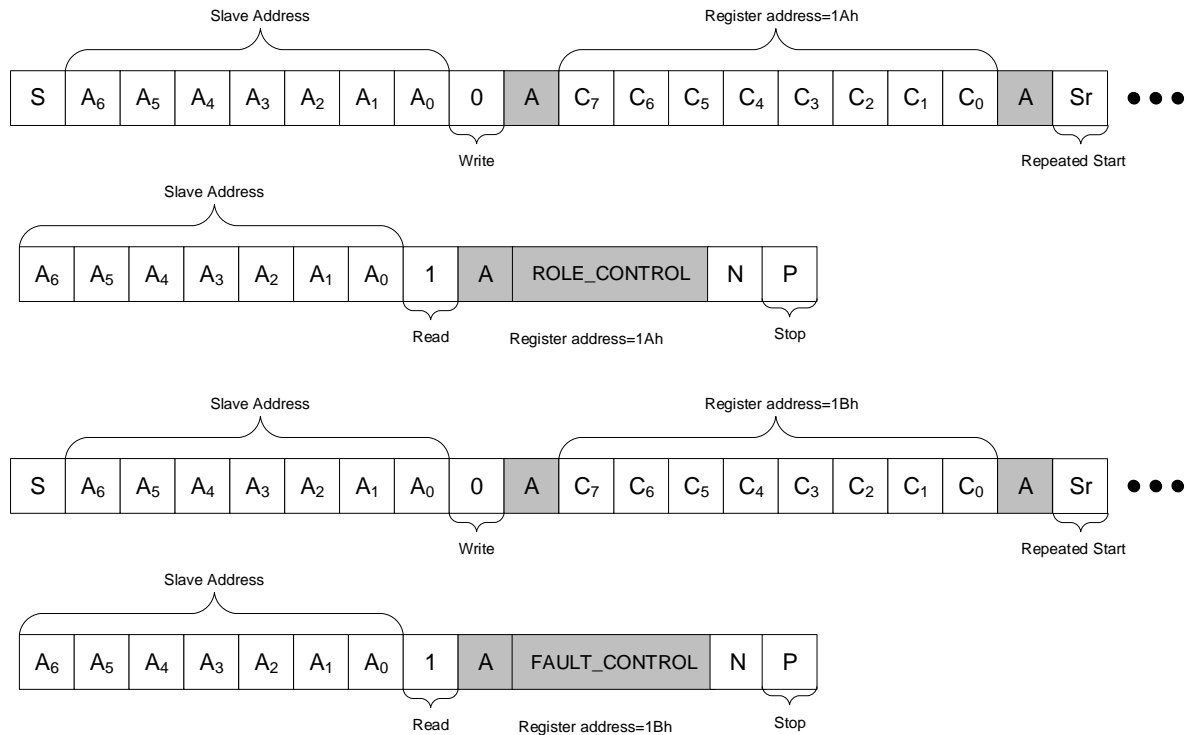 Slave Address Register address=1Ah
S A₆ A₅ A₄ A₃ A₂ A₁ A₀ 0 A C₇ C₆ C₅ C₄ C₃ C₂ C₁ C₀ A Sr •••
Write Repeated Start
Slave Address
A₆ A₅ A₄ A₃ A₂ A₁ A₀ 1 A ROLE_CONTROL N P
Read Register address=1Ah Stop
Slave Address Register address=1Bh
S A₆ A₅ A₄ A₃ A₂ A₁ A₀ 0 A C₇ C₆ C₅ C₄ C₃ C₂ C₁ C₀ A Sr •••
Write Repeated Start
Slave Address
A₆ A₅ A₄ A₃ A₂ A₁ A₀ 1 A FAULT_CONTROL N P
Read Register address=1Bh Stop